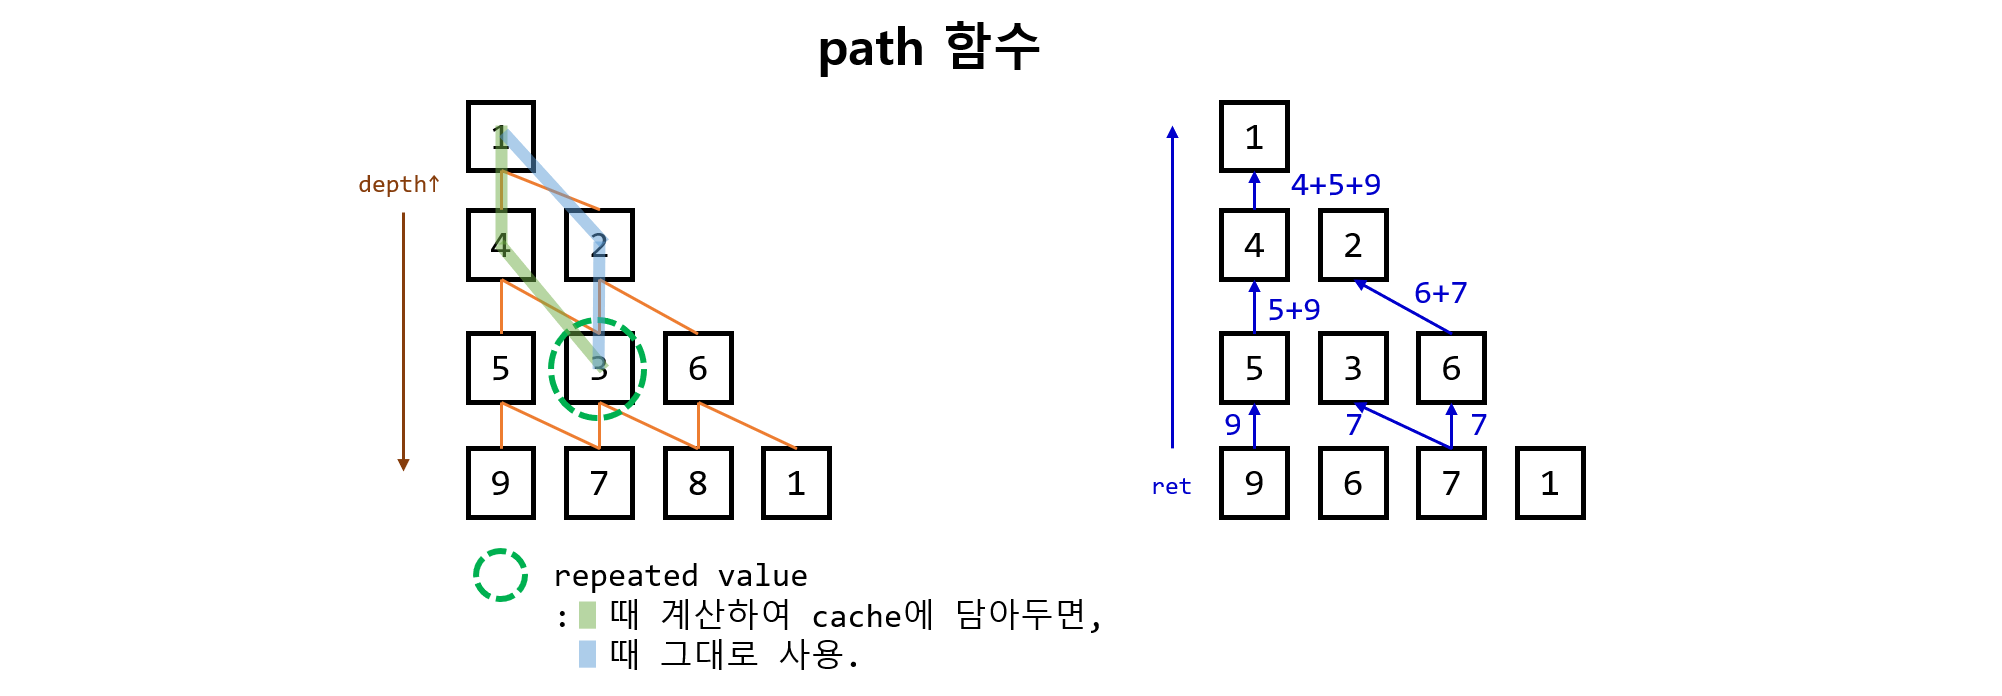 path 함수
1
1
depth↑
4+5+9
4 2
4 2
6+7
5+9
5 3 6
5 3 6
9 7 7
9 7 8 1
ret
9 6 7 1
repeated value
: 때 계산하여 cache에 담아두면,
때 그대로 사용.